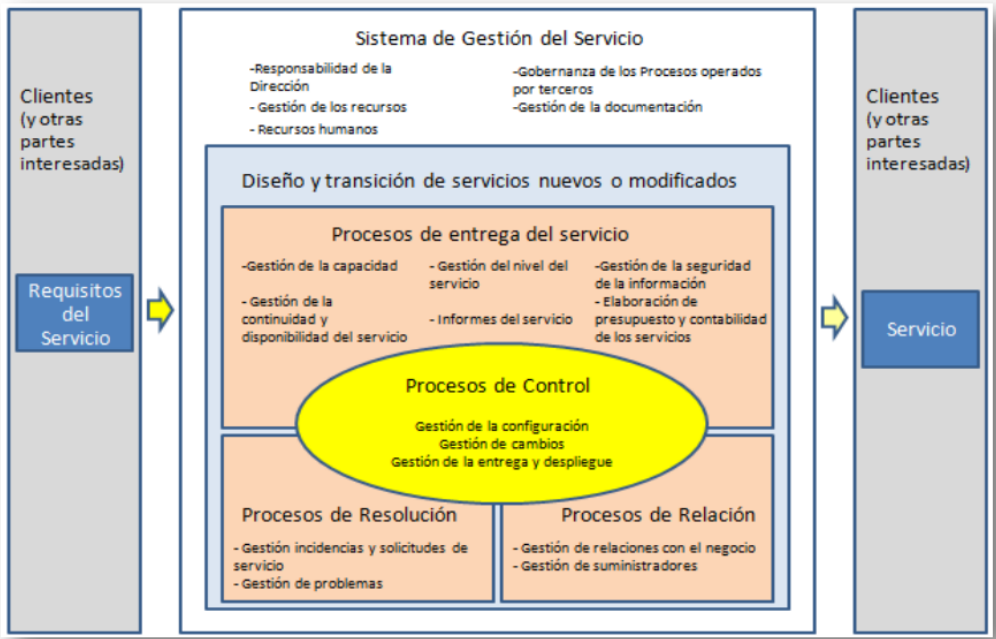 Clientes
(y otras
partes
interesadas)
Requisitos
del
Servicio
Sistema de Gestión del Servicio
-Responsabilidad de la
Dirección
- Gestión de los recursos
- Recursos humanos
-Gobernanza de los Procesos operados
por terceros
-Gestión de la documentación
Diseño y transición de servicios nuevos o modificados
Procesos de entrega del servicio
-Gestión de la capacidad
- Gestión de la
continuidad y
disponibilidad del servicio
- Gestión del nivel del
servicio
- Informes del servicio
-Gestión de la seguridad
de la información
- Elaboración de
presupuesto y contabilidad
de los servicios
Procesos de Control
Gestión de la configuración
Gestión de cambios
Gestión de la entrega y despliegue
Procesos de Resolución
- Gestión incidencias y solicitudes de
servicio
- Gestión de problemas
Procesos de Relación
- Gestión de relaciones con el negocio
- Gestión de suministradores
Clientes
(y otras
partes
interesadas)
Servicio